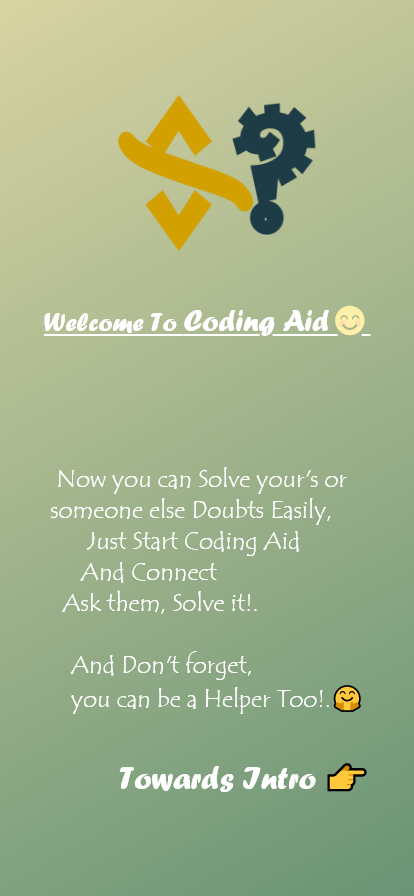 Welcome To Coding Aid 😊
Now you can Solve your's or
someone else Doubts Easily,
Just Start Coding Aid
And Connect
Ask them, Solve it!.
And Don't forget,
you can be a Helper Too!.🤗
Towards Intro 👉